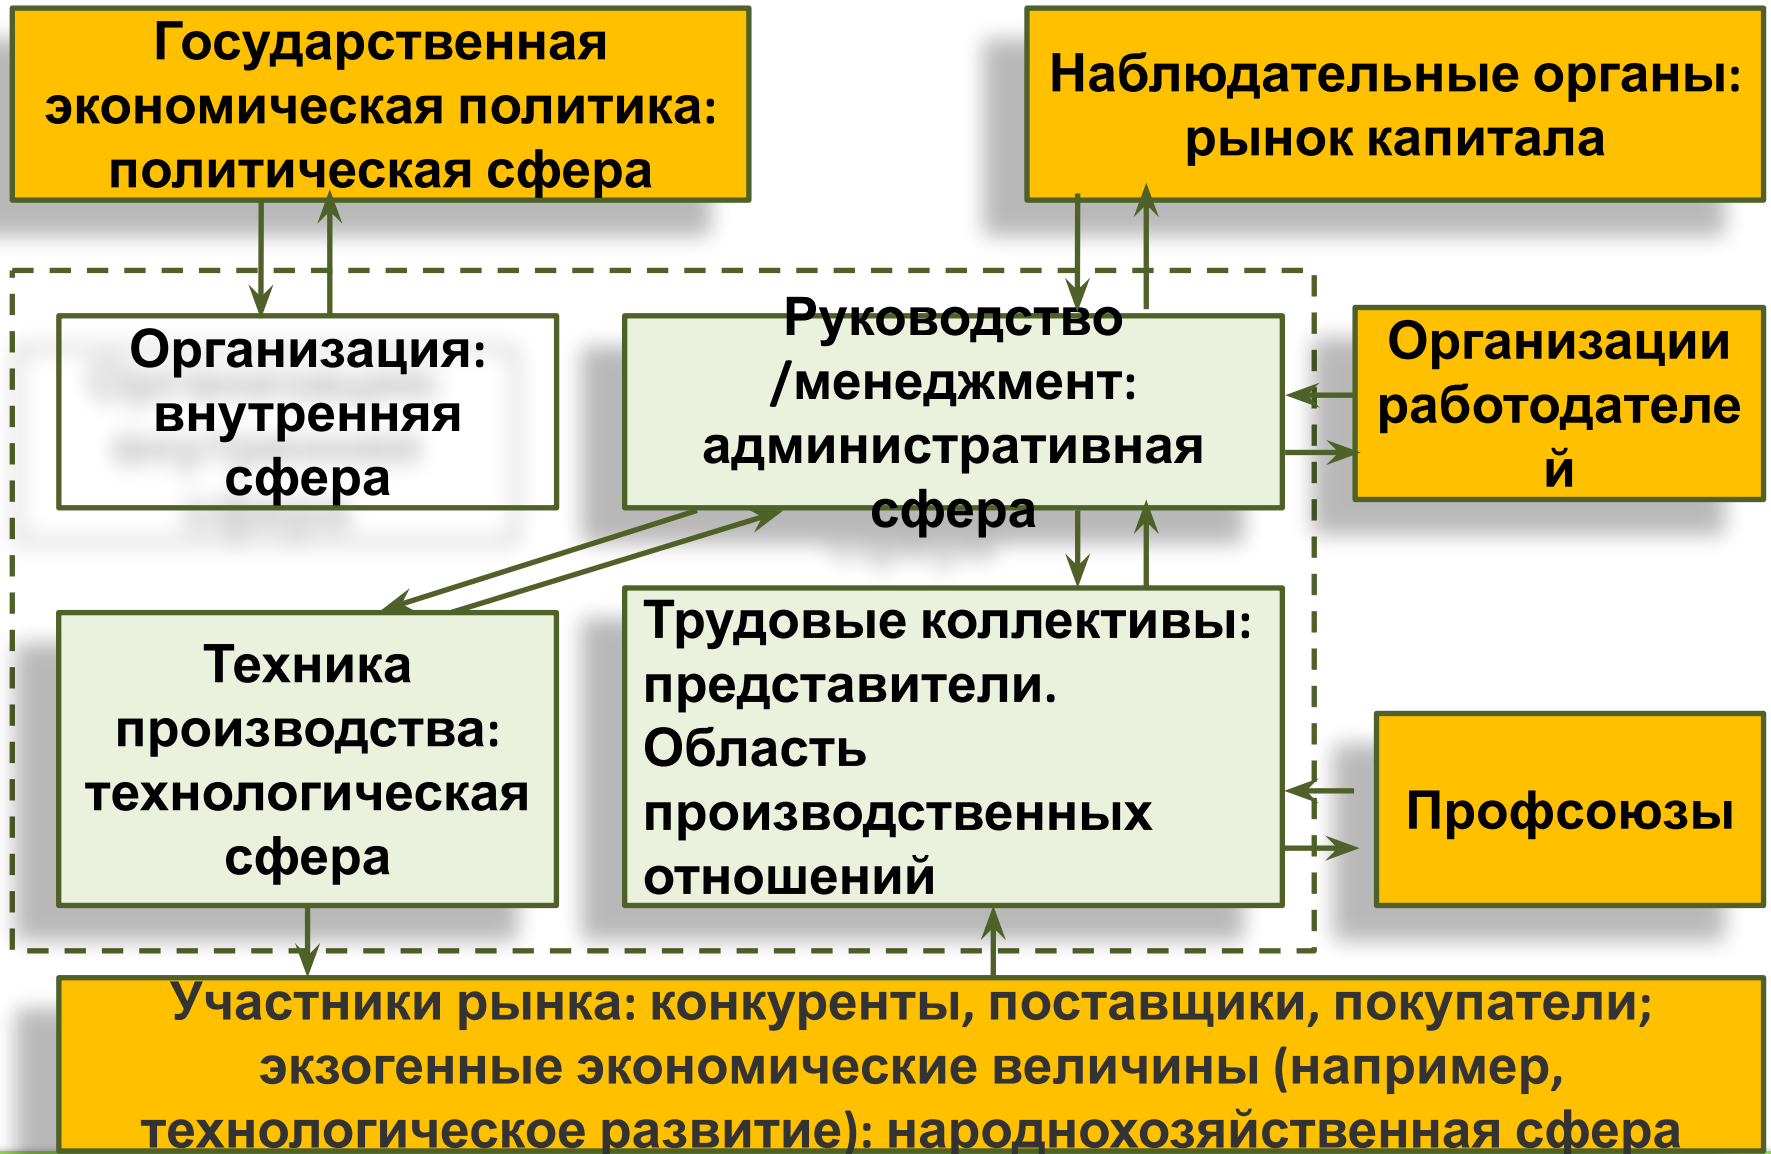 Государственная
экономическая политика:
политическая сфера
Наблюдательные органы:
рынок капитала
Организация:
внутренняя
сфера
Руководство
/менеджмент:
административная
сфера
Организации
работодателе
й
Техника
производства:
технологическая
сфера
Трудовые коллективы:
представители.
Область
производственных
отношений
Профсоюзы
Участники рынка: конкуренты, поставщики, покупатели;
экзогенные экономические величины (например,
технологическое развитие): народнохозяйственная сфера